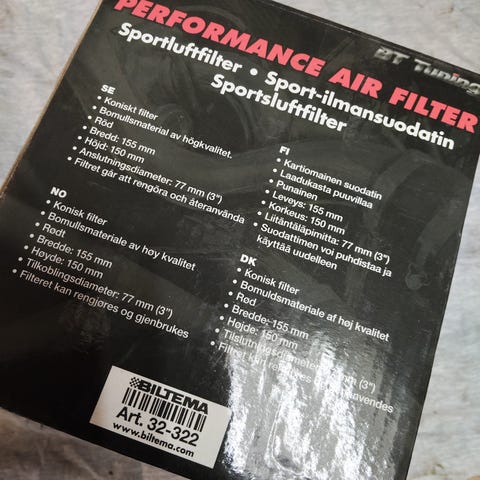 PERFORMANCE AIR FILTER
BT Tuning
Sportluftfilter • Sport-ilmansuodatin
Sportsluftfilter
SE
• Koniskt filter
• Bomullsmaterial av högkvalitet.
• Röd
• Bredd: 155 mm
• Höjd: 150 mm
• Anslutningsdiameter: 77 mm (3")
• Filtret går att rengöra och återanvända
NO
• Konisk filter
• Bomullsmateriale av høy kvalitet
• Rødt
• Bredde: 155 mm
• Høyde: 150 mm
• Tilkoblingsdiameter: 77 mm (3")
• Filteret kan rengjøres og gjenbrukes
FI
• Kartiomainen suodatin
• Laadukasta puuvillaa
• Punainen
• Leveys: 155 mm
• Korkeus: 150 mm
• Liitäntäläpimitta: 77 mm (3")
• Suodattimen voi puhdistaa ja
käyttää uudelleen
DK
• Konisk filter
• Bomuldsmateriale af høj kvalitet
• Rød
• Bredde: 155 mm
• Højde: 150 mm
• Tilslutningsdiameter: mm (3")
• Filtret kan
BILTEMA
Art. 32-322
www.biltema.com